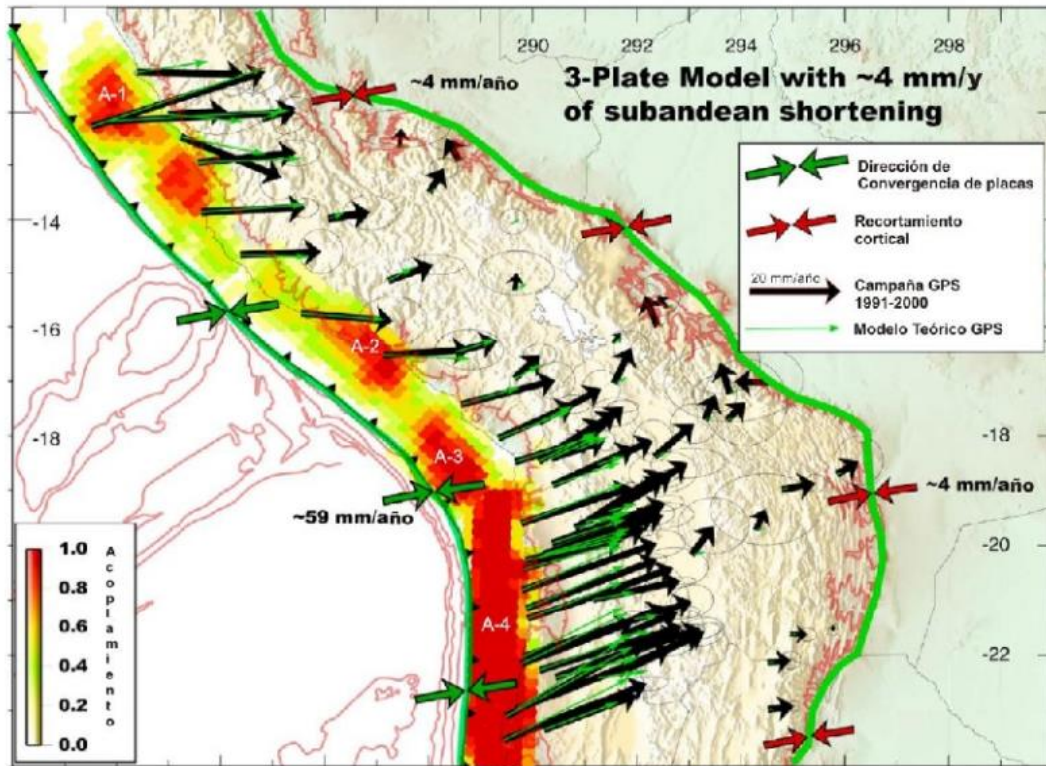 290 292 294 296 298
3-Plate Model with ~4 mm/y
of subandean shortening
~4 mm/año
A-1
Dirección de
Convergencia de placas
Recortamiento
cortical
20 mm/año
Campaña GPS
1991-2000
Modelo Teórico GPS
-14
-16
A-2
-18
-18
A-3
~4 mm/año
~59 mm/año
-20
A-4
-22
1.0
0.8
0.6
0.4
0.2
0.0
Acoplamiento